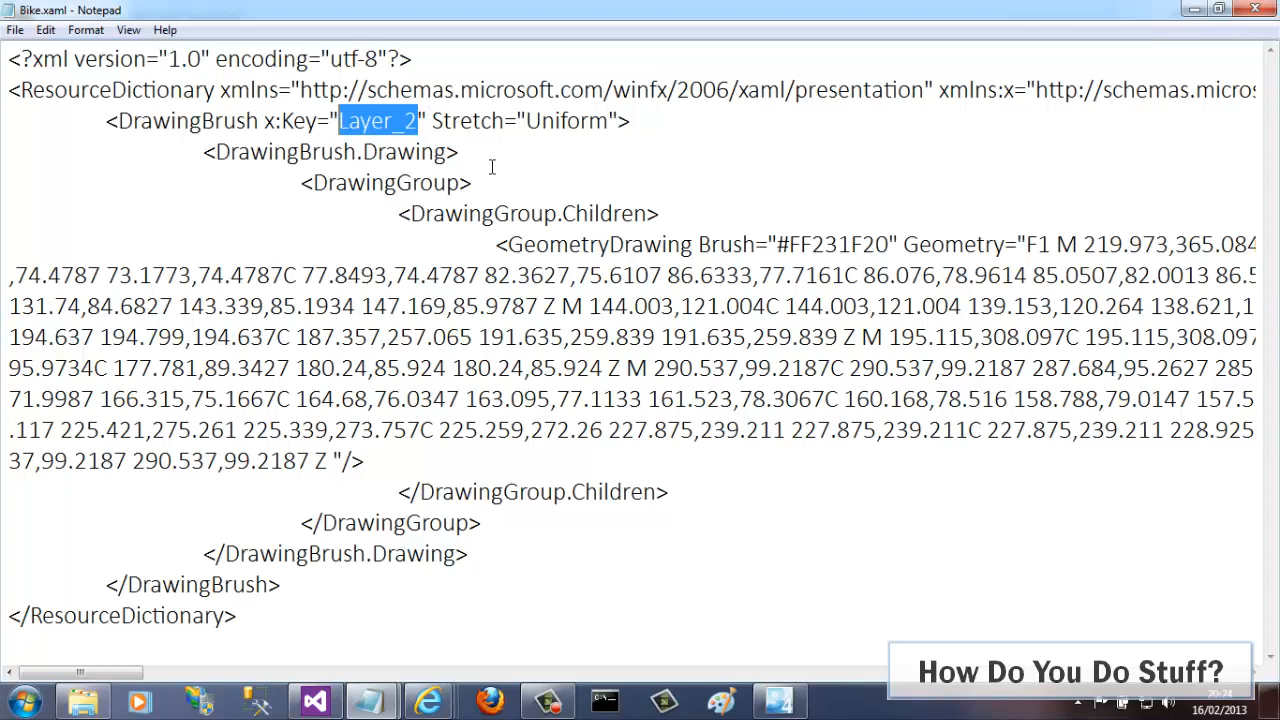 Bike.xaml - Notepad
File Edit Format View Help
<?xml version="1.0" encoding="utf-8"?>
<ResourceDictionary xmlns="http://schemas.microsoft.com/winfx/2006/xaml/presentation" xmlns:x="http://schemas.micros
<DrawingBrush x:Key="Layer_2" Stretch="Uniform">
<DrawingBrush.Drawing>
<DrawingGroup>
<DrawingGroup.Children>
<GeometryDrawing Brush="#FF231F20" Geometry="F1 M 219.973,365.084
,74.4787 73.1773,74.4787C 77.8493,74.4787 82.3627,75.6107 86.6333,77.7161C 86.076,78.9614 85.0507,82.0013 86.5
131.74,84.6827 143.339,85.1934 147.169,85.9787 Z M 144.003,121.004C 144.003,121.004 139.153,120.264 138.621,1
194.637 194.799,194.637C 187.357,257.065 191.635,259.839 191.635,259.839 Z M 195.115,308.097C 195.115,308.097
95.9734C 177.781,89.3427 180.24,85.924 180.24,85.924 Z M 290.537,99.2187C 290.537,99.2187 287.684,95.2627 285
71.9987 166.315,75.1667C 164.68,76.0347 163.095,77.1133 161.523,78.3067C 160.168,78.516 158.788,79.0147 157.5
.117 225.421,275.261 225.339,273.757C 225.259,272.26 227.875,239.211 227.875,239.211C 227.875,239.211 228.925
37,99.2187 290.537,99.2187 Z "/>
</DrawingGroup.Children>
</DrawingGroup>
</DrawingBrush.Drawing>
</DrawingBrush>
</ResourceDictionary>
How Do You Do Stuff?
20:24
16/02/2013